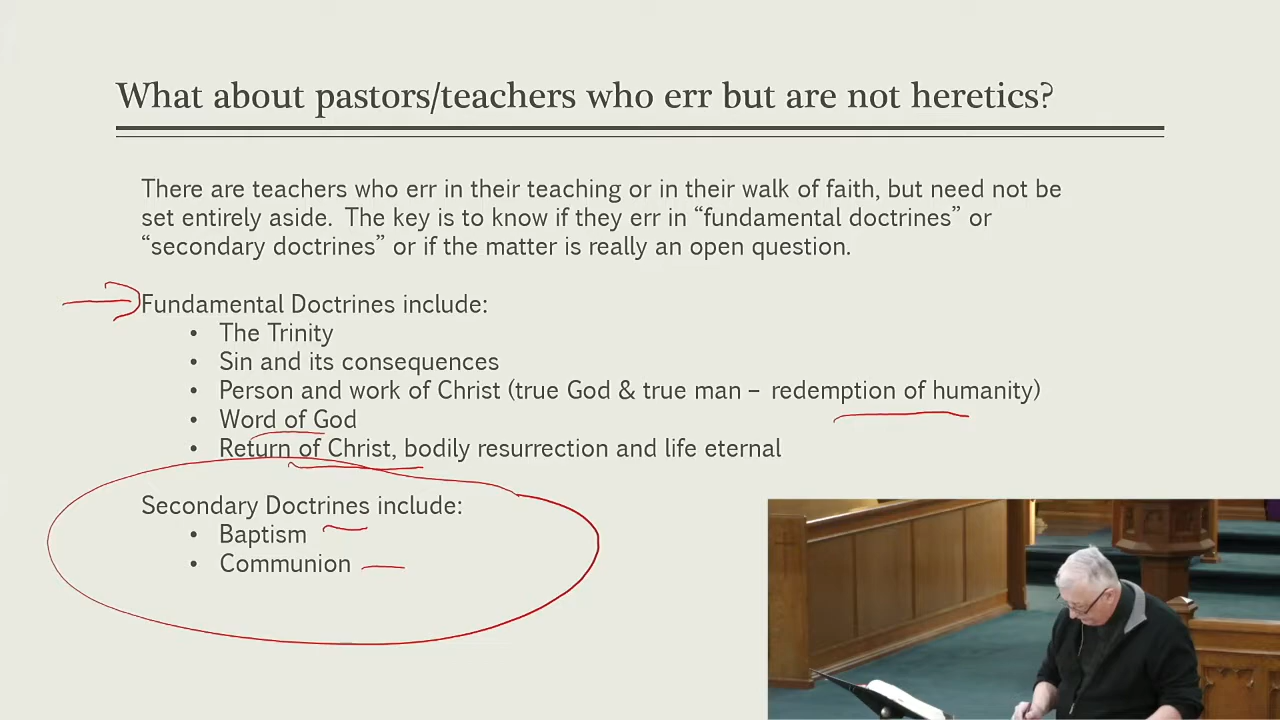 What about pastors/teachers who err but are not heretics?
There are teachers who err in their teaching or in their walk of faith, but need not be
set entirely aside. The key is to know if they err in “fundamental doctrines” or
“secondary doctrines” or if the matter is really an open question.
Fundamental Doctrines include:
• The Trinity
• Sin and its consequences
• Person and work of Christ (true God & true man – redemption of humanity)
• Word of God
• Return of Christ, bodily resurrection and life eternal
Secondary Doctrines include:
• Baptism
• Communion